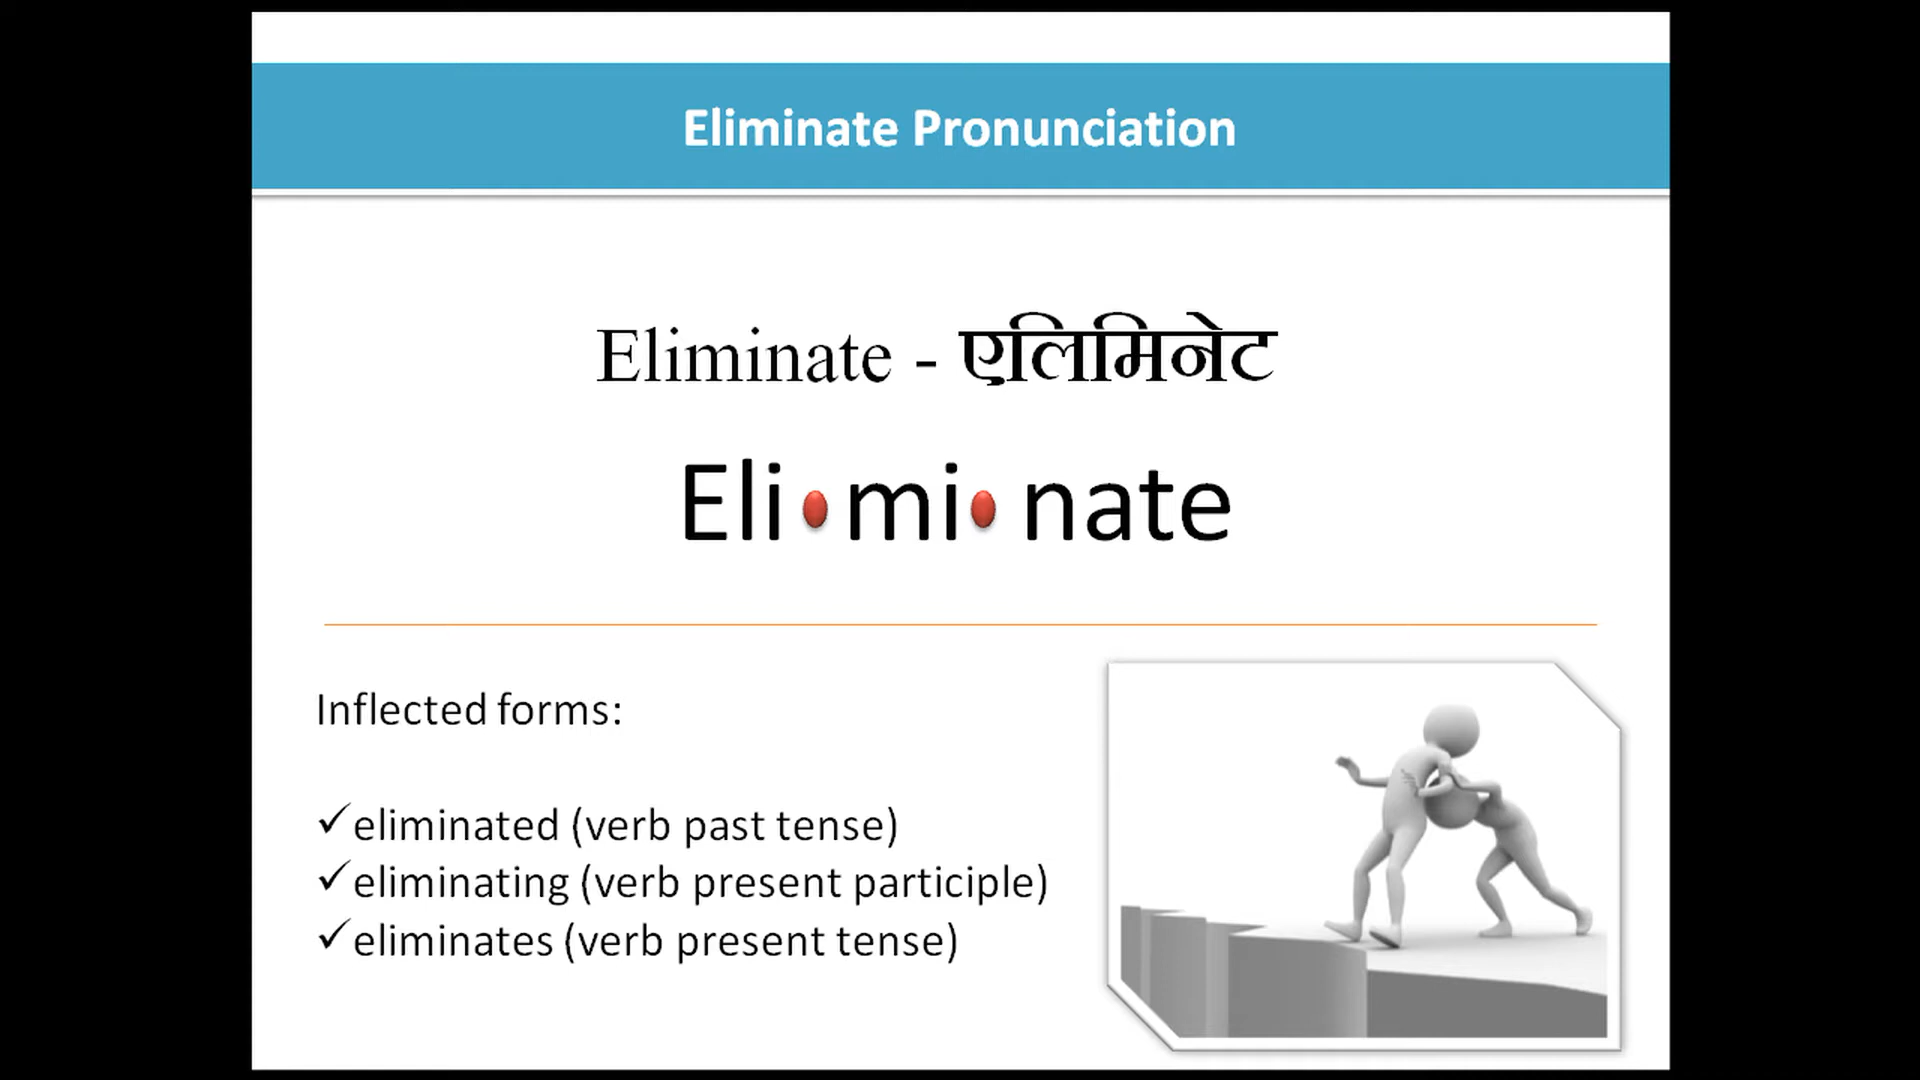 Eliminate Pronunciation
Eliminate - एलिमिनेट
Eli•mi•nate
Inflected forms:
✓eliminated (verb past tense)
✓eliminating (verb present participle)
✓eliminates (verb present tense)